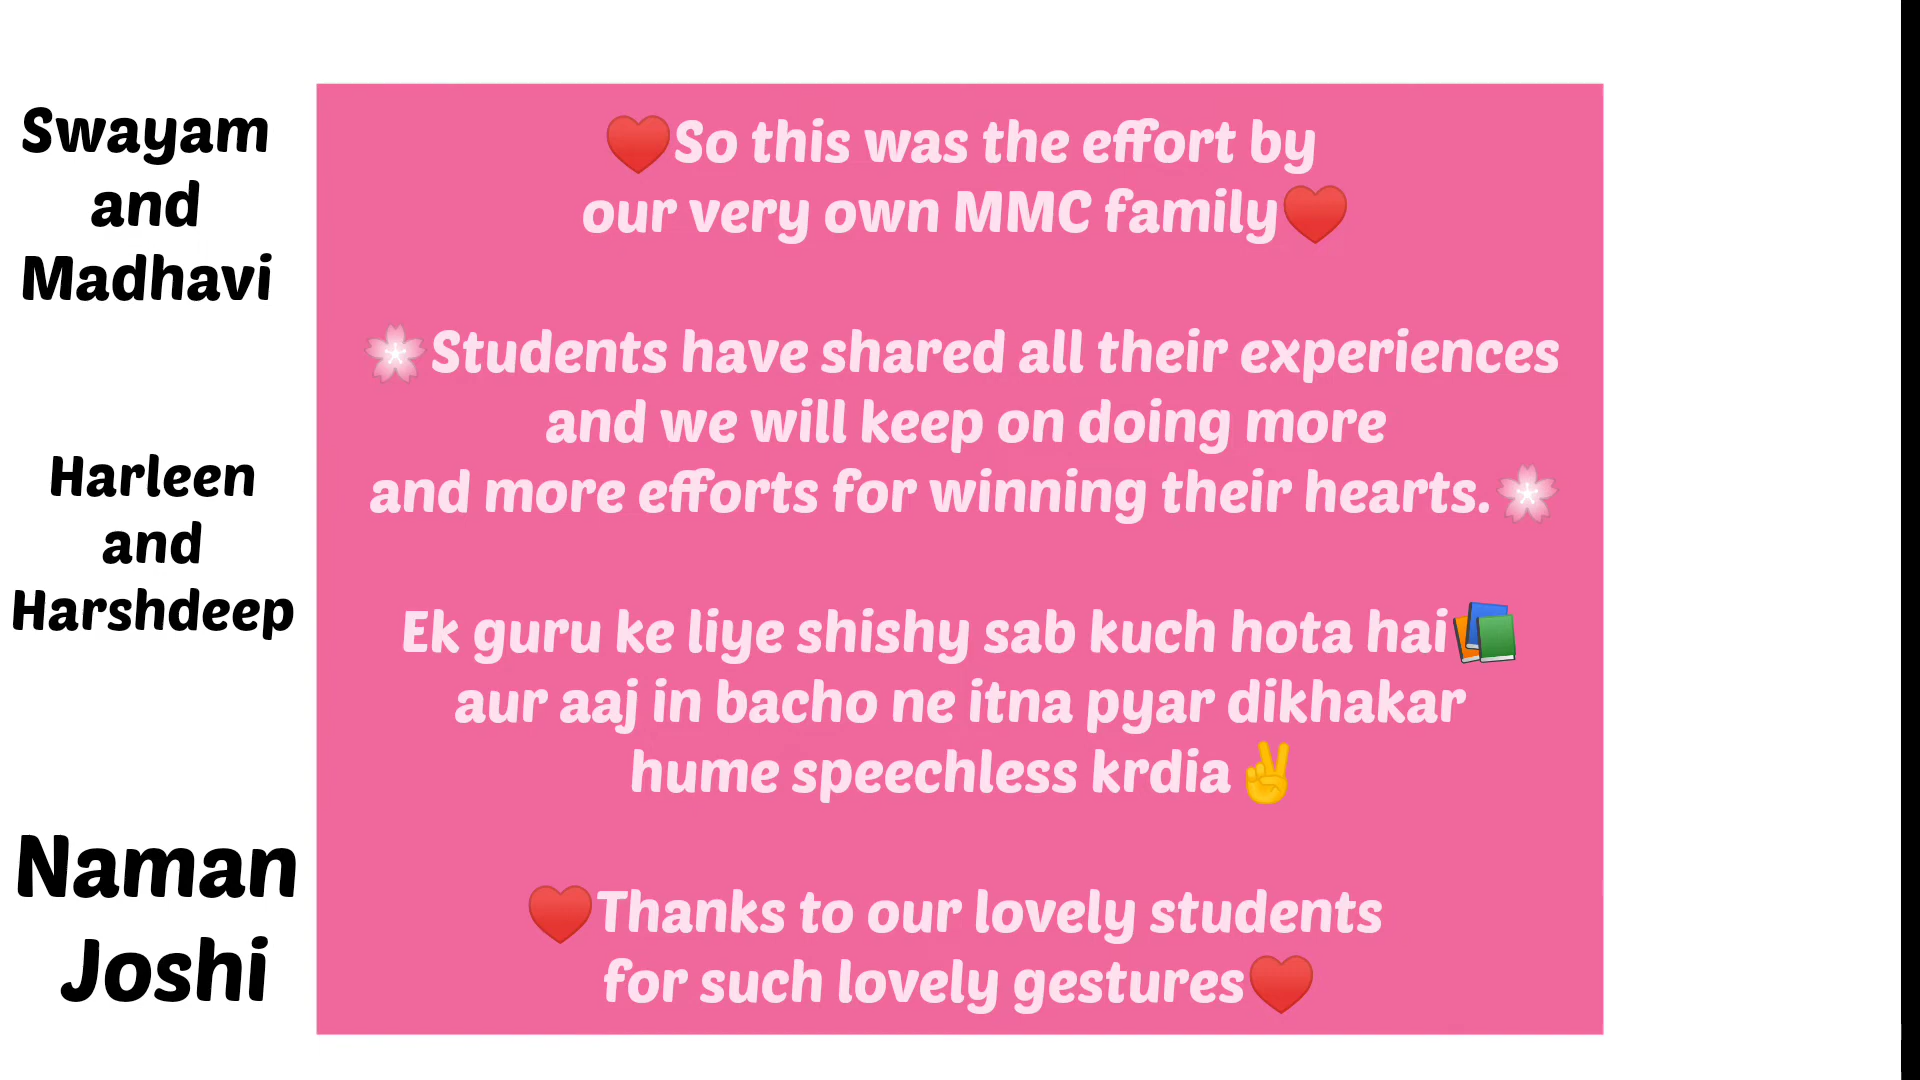 Swayam
and
Madhavi
Harleen
and
Harshdeep
Naman
Joshi
❤️So this was the effort by
our very own MMC family❤️
🌸Students have shared all their experiences
and we will keep on doing more
and more efforts for winning their hearts.🌸
Ek guru ke liye shishy sab kuch hota hai📚
aur aaj in bacho ne itna pyar dikhakar
hume speechless krdia✌️
❤️Thanks to our lovely students
for such lovely gestures❤️